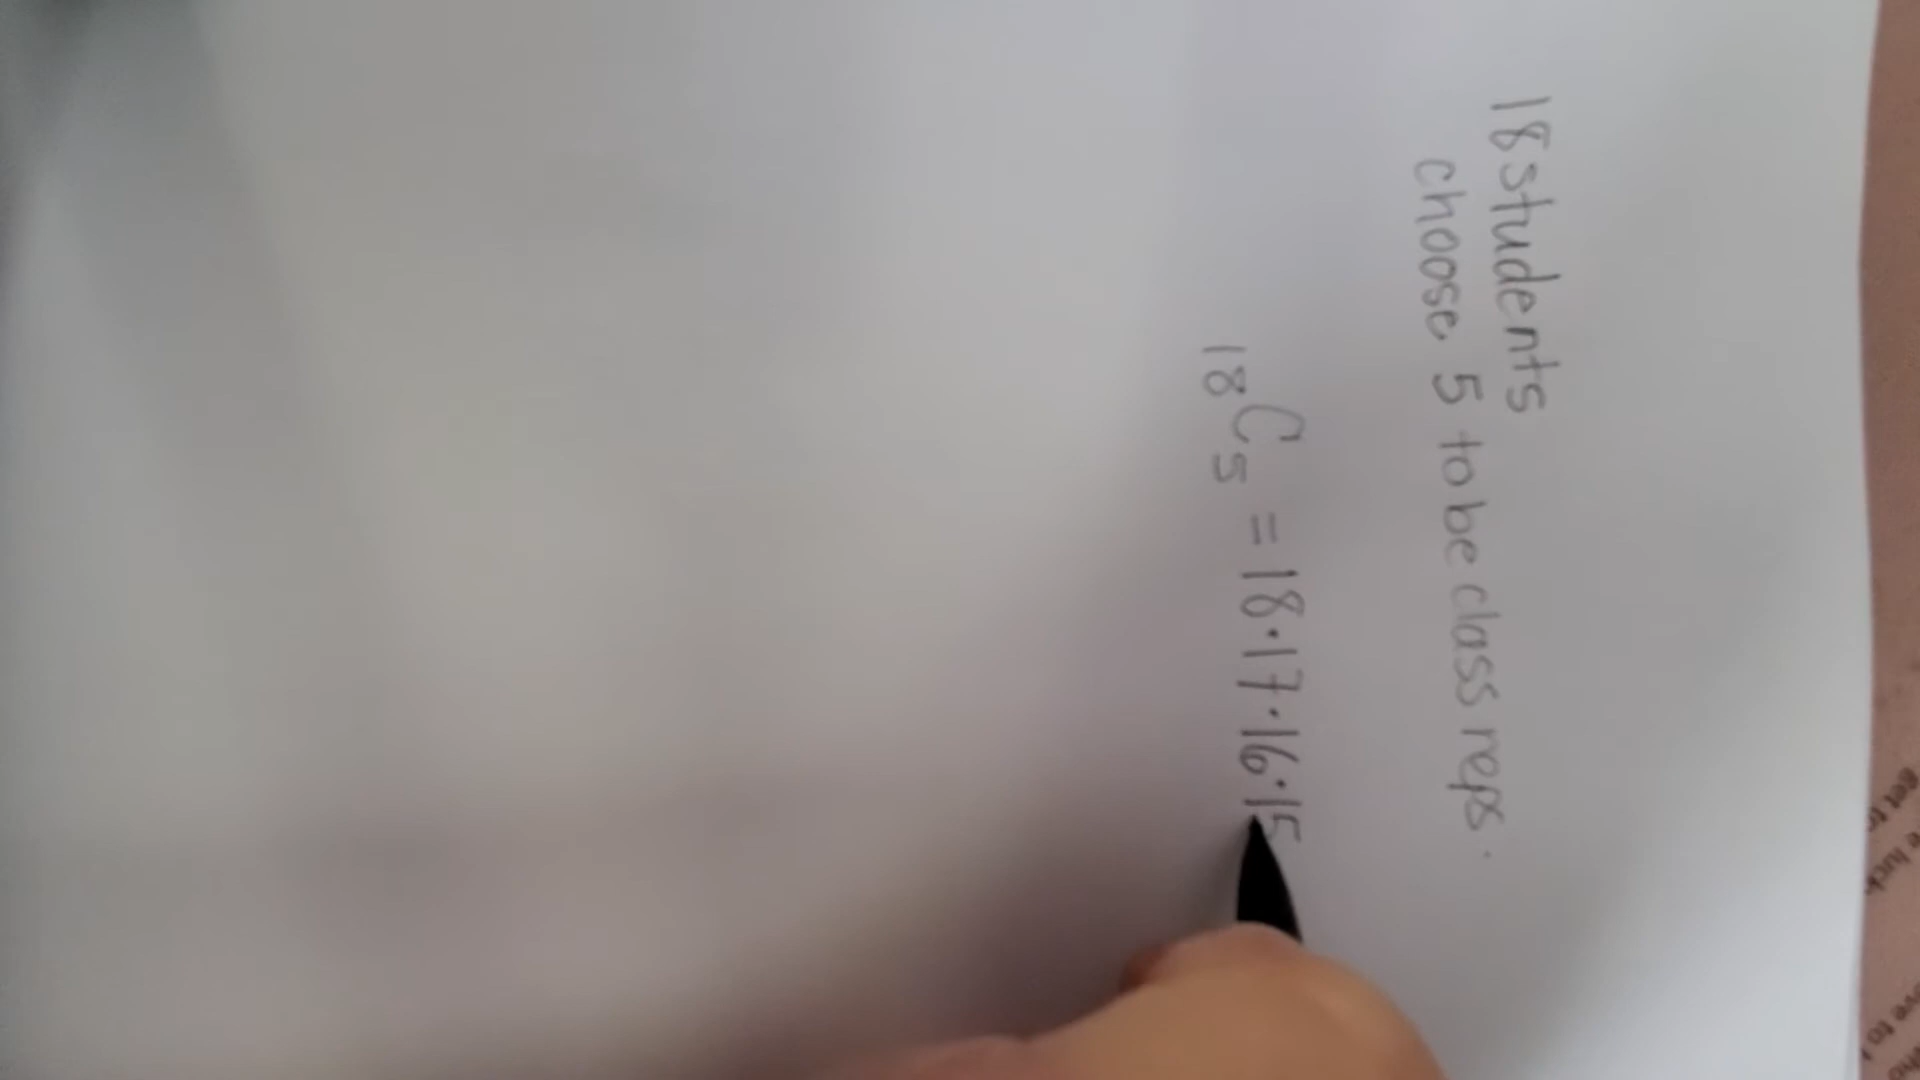 18 students
choose 5 to be class reps.
₁₈C₅ = 18·17·16·15